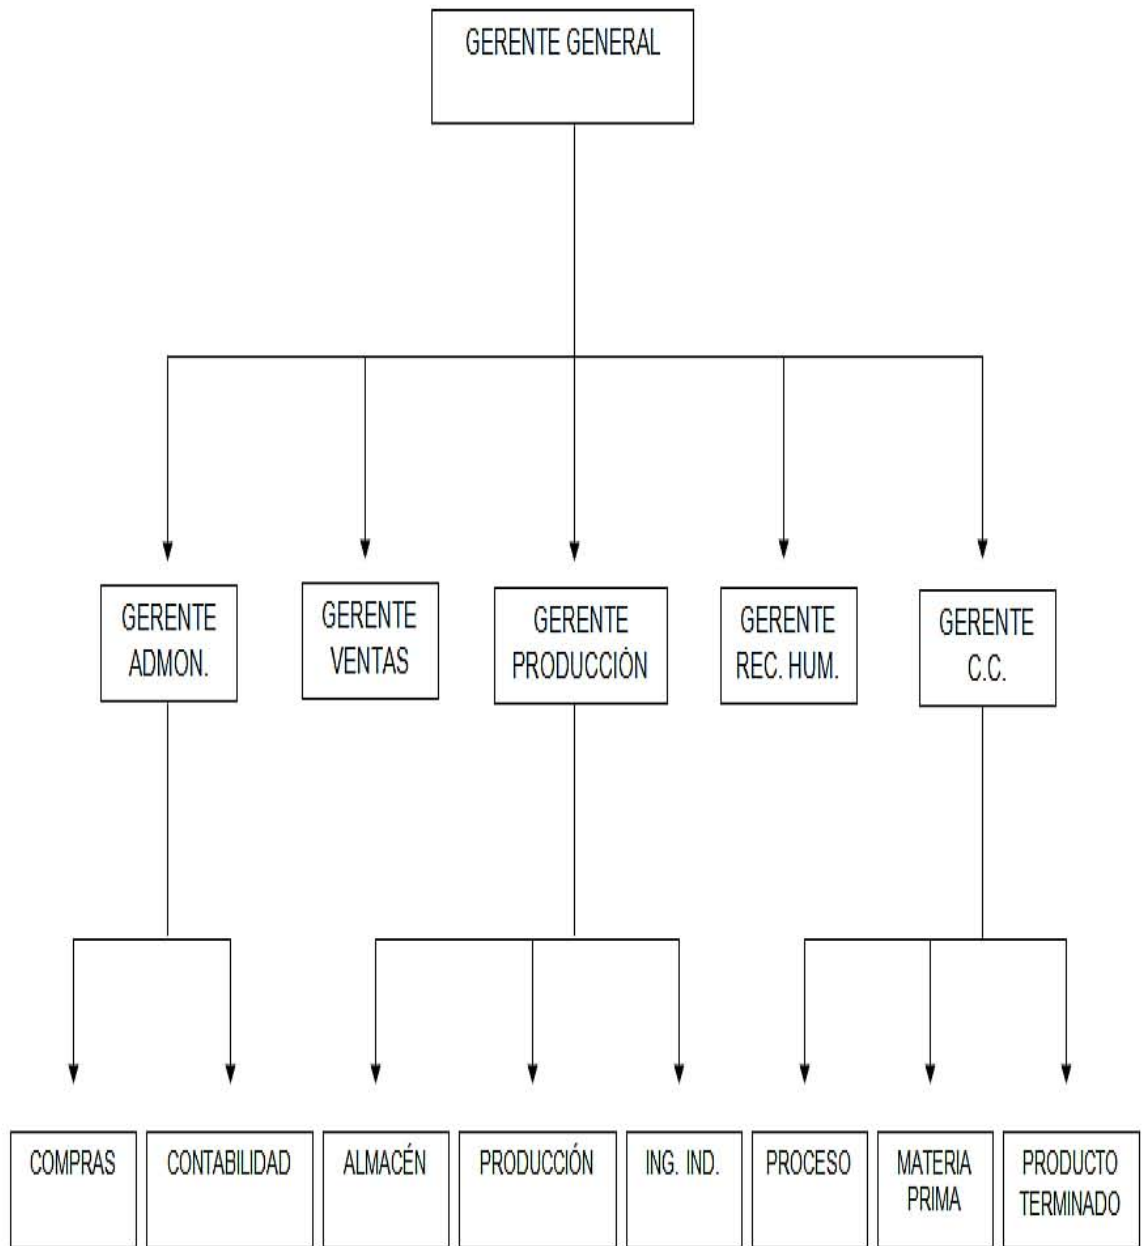 GERENTE GENERAL
GERENTE
ADMON.
GERENTE
VENTAS
GERENTE
PRODUCCIÓN
GERENTE
REC. HUM.
GERENTE
C.C.
COMPRAS
CONTABILIDAD
ALMACÉN
PRODUCCIÓN
ING. IND.
PROCESO
MATERIA
PRIMA
PRODUCTO
TERMINADO